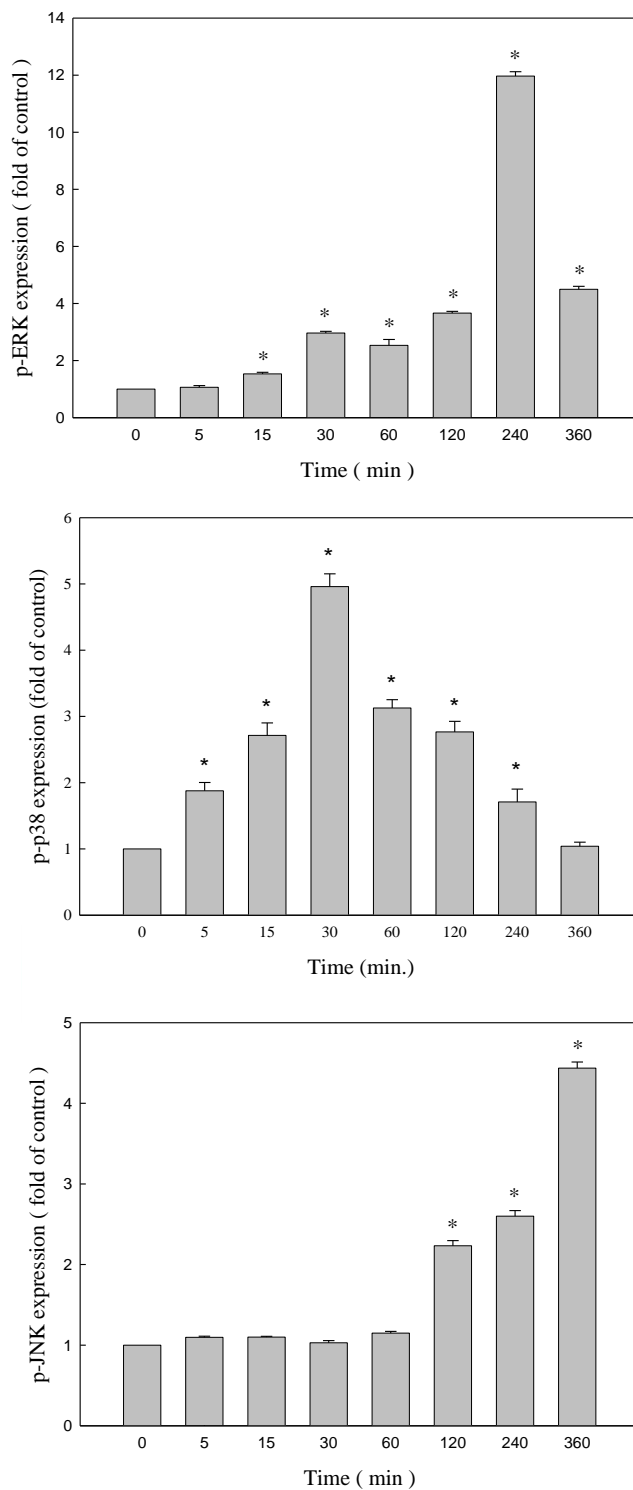 14
12
10
8
6
4
2
0
p-ERK expression ( fold of control )
* * * * * *
0 5 15 30 60 120 240 360
Time ( min )
6
5
4
3
2
1
0
p-p38 expression (fold of control)
* * * * * *
0 5 15 30 60 120 240 360
Time (min.)
5
4
3
2
1
0
p-JNK expression ( fold of control )
* * *
0 5 15 30 60 120 240 360
Time ( min )